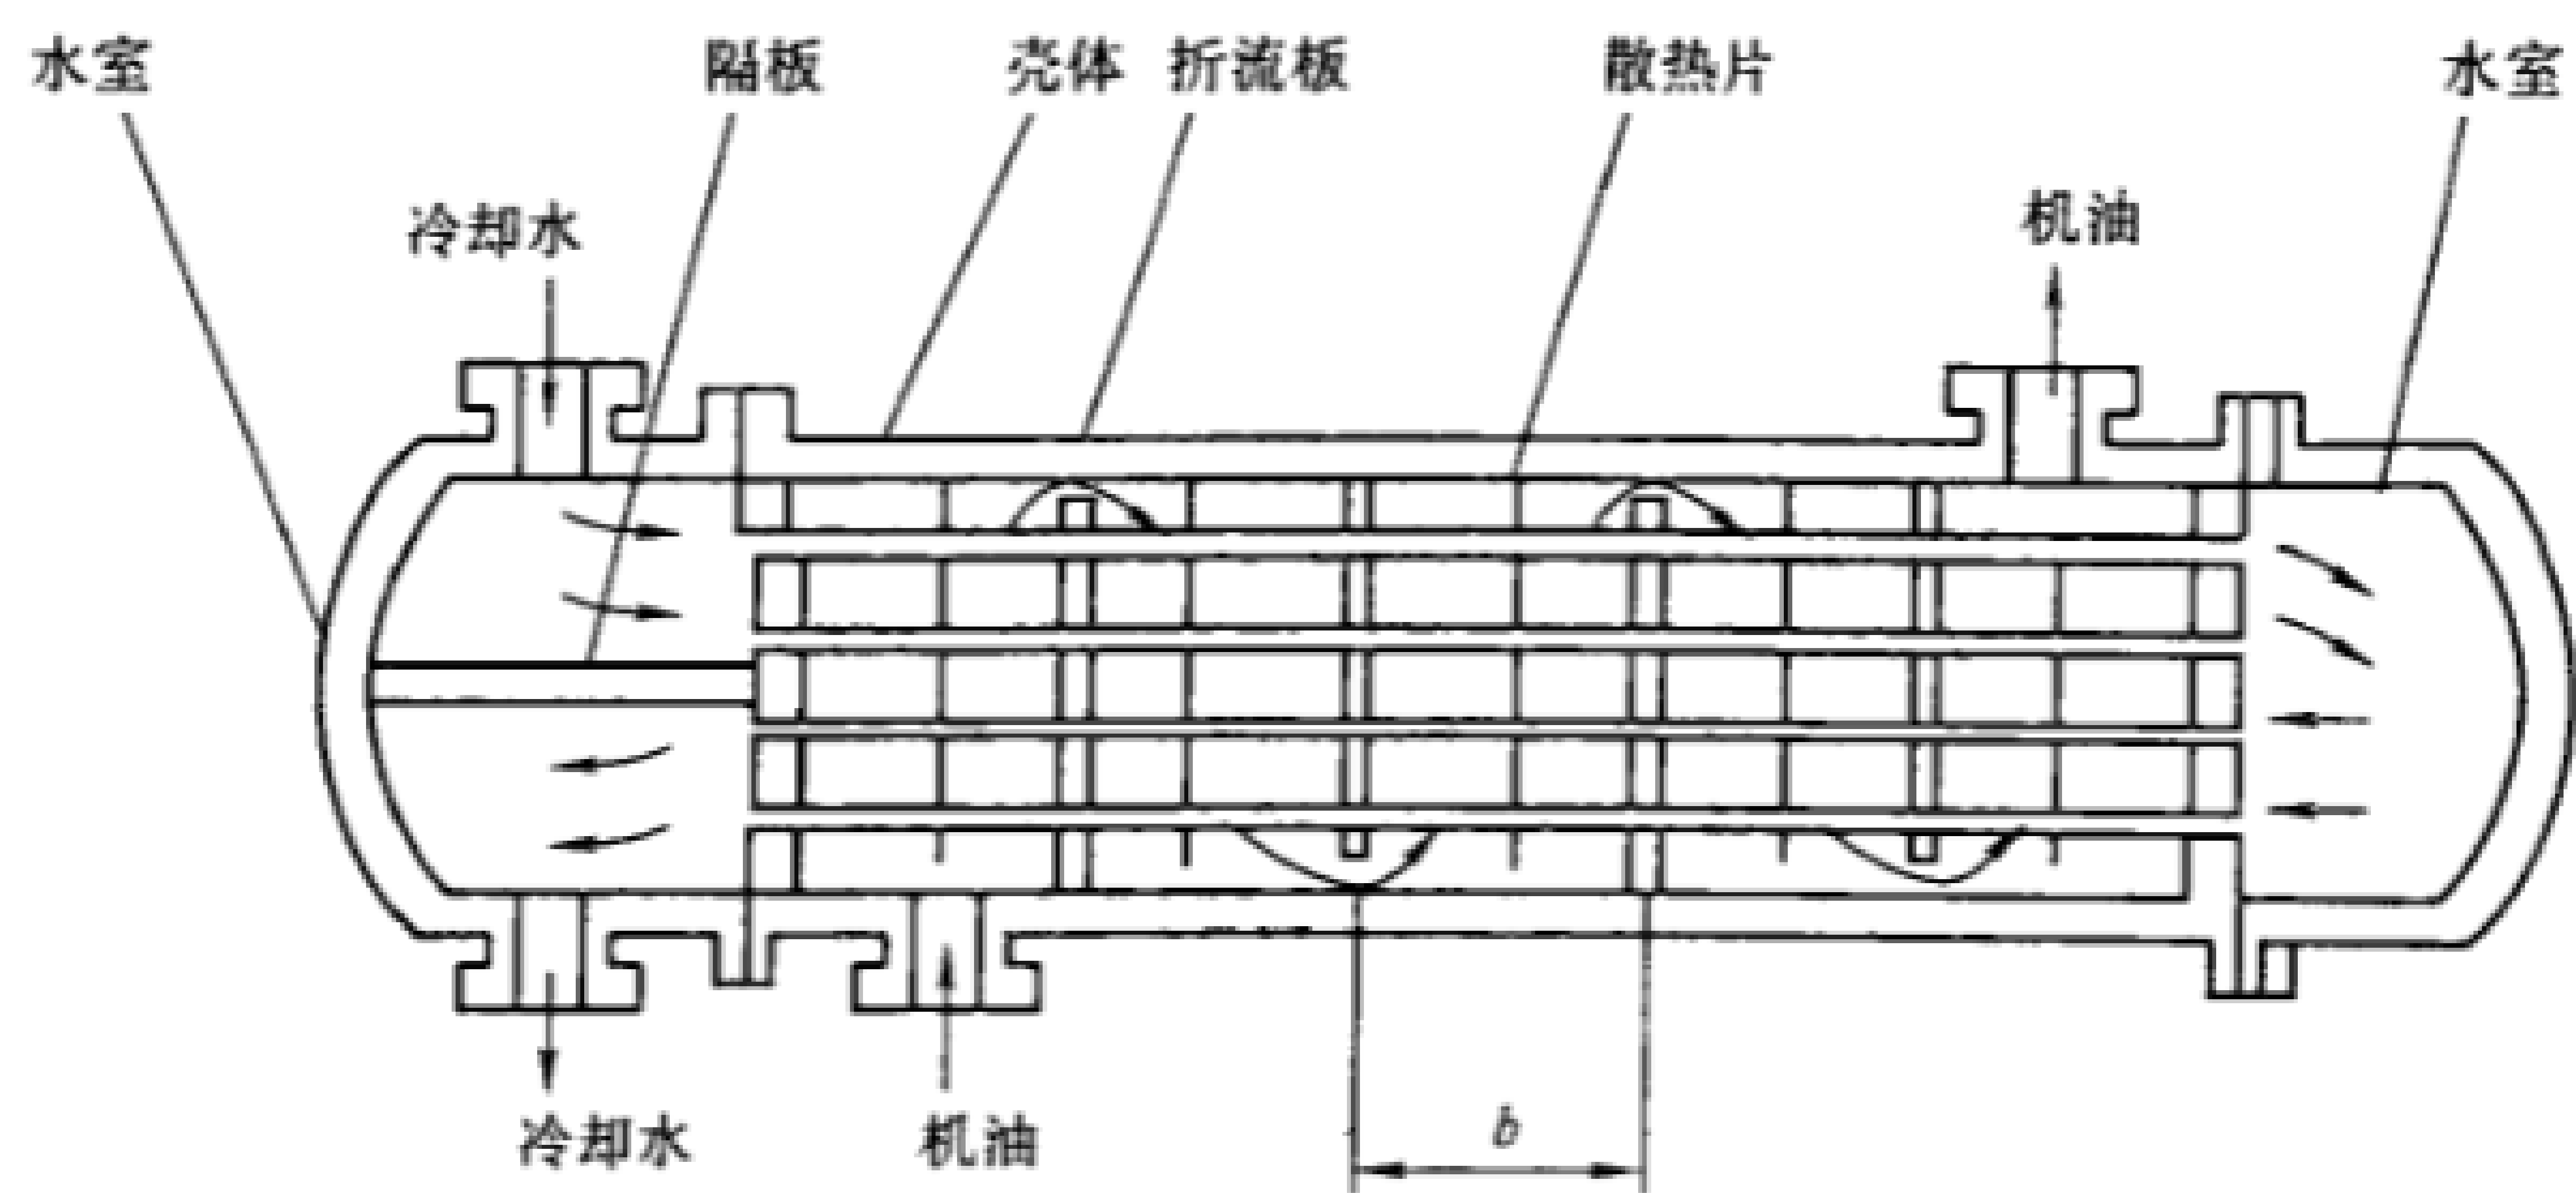 水室 隔板 壳体 折流板 散热片 水室
冷却水 机油
冷却水 机油 b